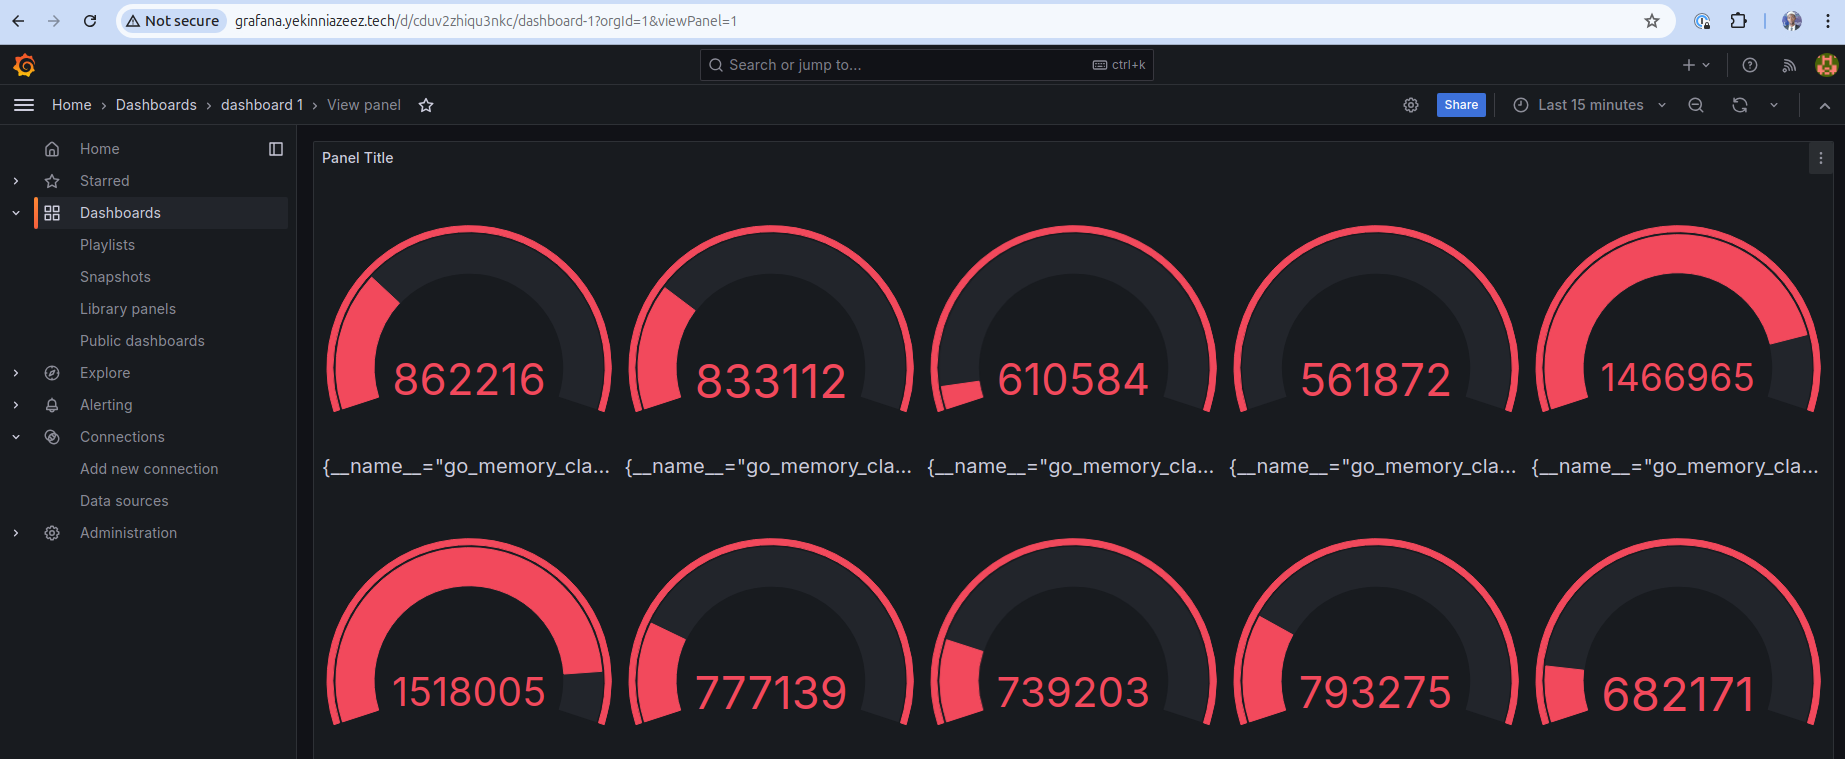 Not secure grafana.yekinniazeez.tech/d/cduv2zhiqu3nkc/dashboard-1?orgId=1&viewPanel=1
Search or jump to... ctrl+k
Home › Dashboards › dashboard 1 › View panel
Share
Last 15 minutes
Home
Starred
Dashboards
Playlists
Snapshots
Library panels
Public dashboards
Explore
Alerting
Connections
Add new connection
Data sources
Administration
Panel Title
862216 833112 610584 561872 1466965
{__name__="go_memory_cla... {__name__="go_memory_cla... {__name__="go_memory_cla... {__name__="go_memory_cla... {__name__="go_memory_cla...
1518005 777139 739203 793275 682171